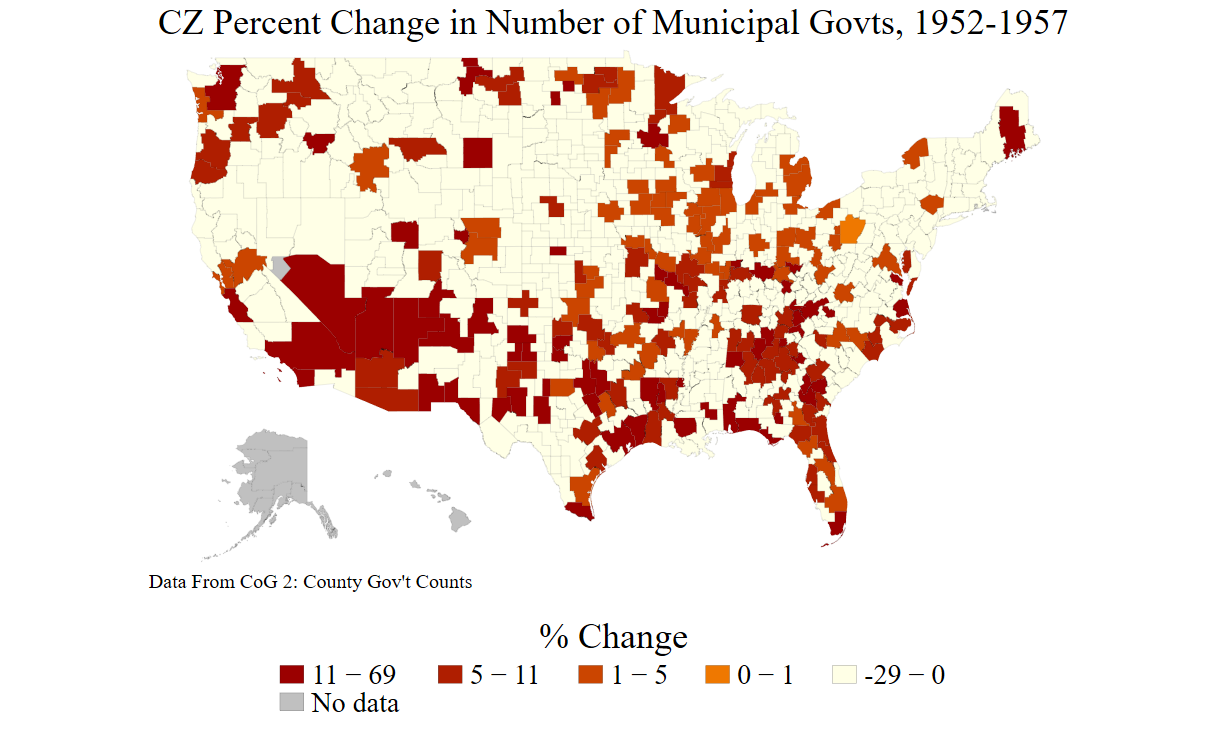 CZ Percent Change in Number of Municipal Govts, 1952-1957
Data From CoG 2: County Gov't Counts
% Change
11 − 69 5 − 11 1 − 5 0 − 1 -29 − 0
No data